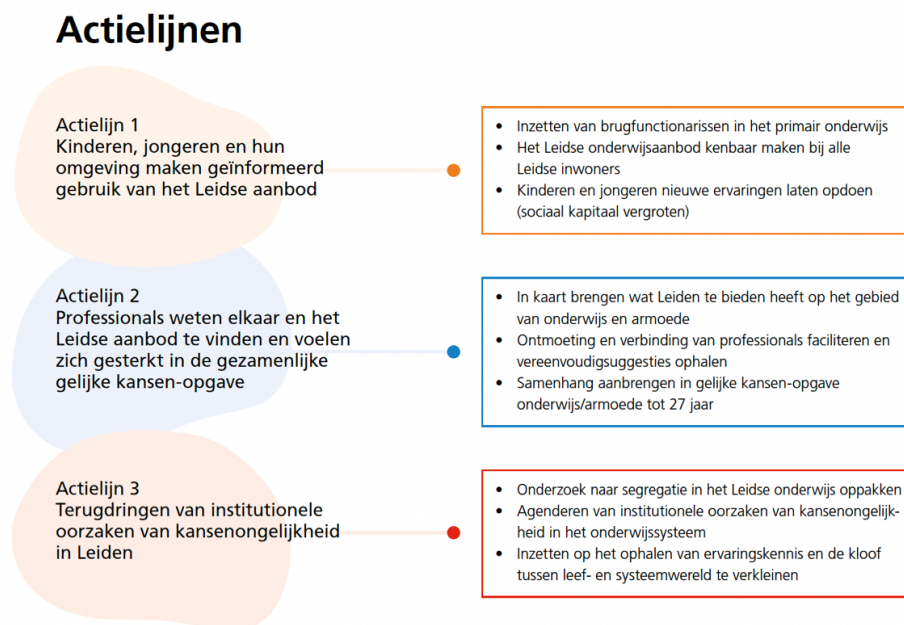 Actielijnen
Actielijn 1
Kinderen, jongeren en hun
omgeving maken geïnformeerd
gebruik van het Leidse aanbod
• Inzetten van brugfunctionarissen in het primair onderwijs
• Het Leidse onderwijsaanbod kenbaar maken bij alle
Leidse inwoners
• Kinderen en jongeren nieuwe ervaringen laten opdoen
(sociaal kapitaal vergroten)
Actielijn 2
Professionals weten elkaar en het
Leidse aanbod te vinden en voelen
zich gesterkt in de gezamenlijke
gelijke kansen-opgave
• In kaart brengen wat Leiden te bieden heeft op het gebied
van onderwijs en armoede
• Ontmoeting en verbinding van professionals faciliteren en
vereenvoudigsuggesties ophalen
• Samenhang aanbrengen in gelijke kansen-opgave
onderwijs/armoede tot 27 jaar
Actielijn 3
Terugdringen van institutionele
oorzaken van kansenongelijkheid
in Leiden
• Onderzoek naar segregatie in het Leidse onderwijs oppakken
• Agenderen van institutionele oorzaken van kansenongelijk-
heid in het onderwijssysteem
• Inzetten op het ophalen van ervaringskennis en de kloof
tussen leef- en systeemwereld te verkleinen